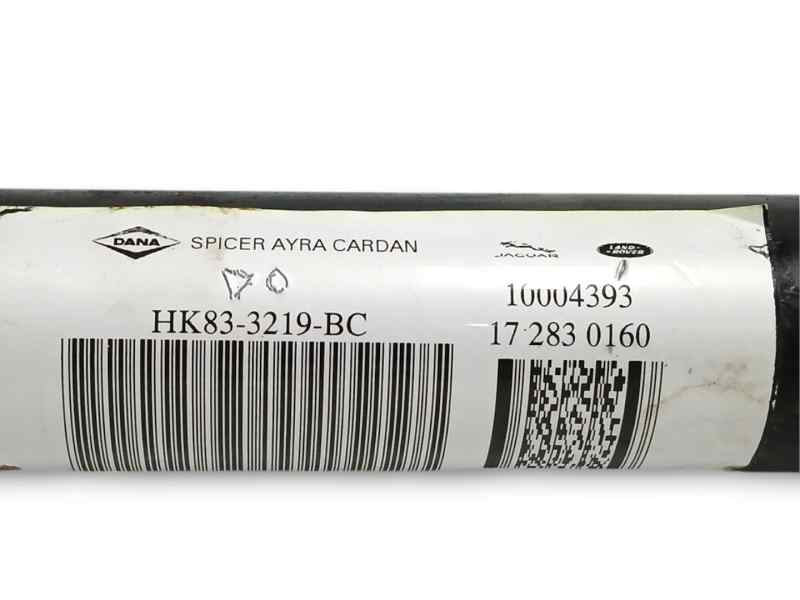 DANA SPICER AYRA CARDAN
JAGUAR LAND-ROVER
10004393
HK83-3219-BC
17 283 0160